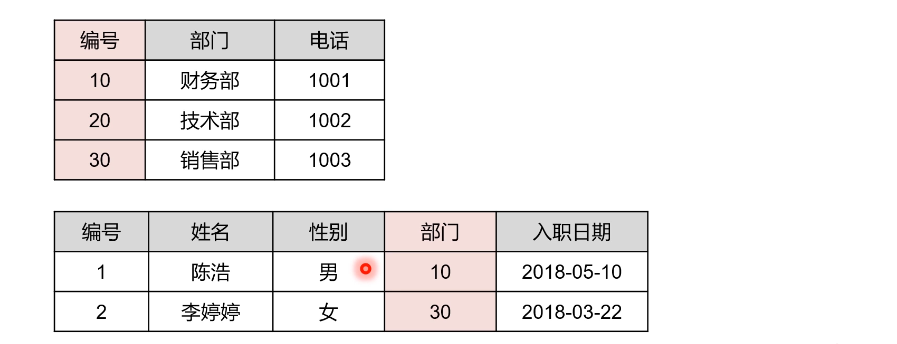 编号 部门 电话
10 财务部 1001
20 技术部 1002
30 销售部 1003
编号 姓名 性别 部门 入职日期
1 陈浩 男 10 2018-05-10
2 李婷婷 女 30 2018-03-22